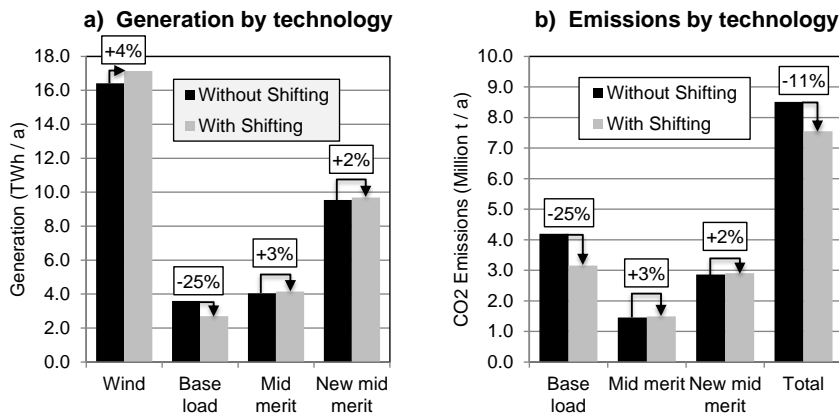 a) Generation by technology
Generation (TWh / a)
18.0
16.0
14.0
12.0
10.0
8.0
6.0
4.0
2.0
0.0
+4%
-25%
+3%
+2%
Without Shifting
With Shifting
Wind
Base load
Mid merit
New mid merit
b) Emissions by technology
CO2 Emissions (Million t / a)
10.0
9.0
8.0
7.0
6.0
5.0
4.0
3.0
2.0
1.0
0.0
-25%
+3%
+2%
-11%
Without Shifting
With Shifting
Base load
Mid merit
New mid merit
Total